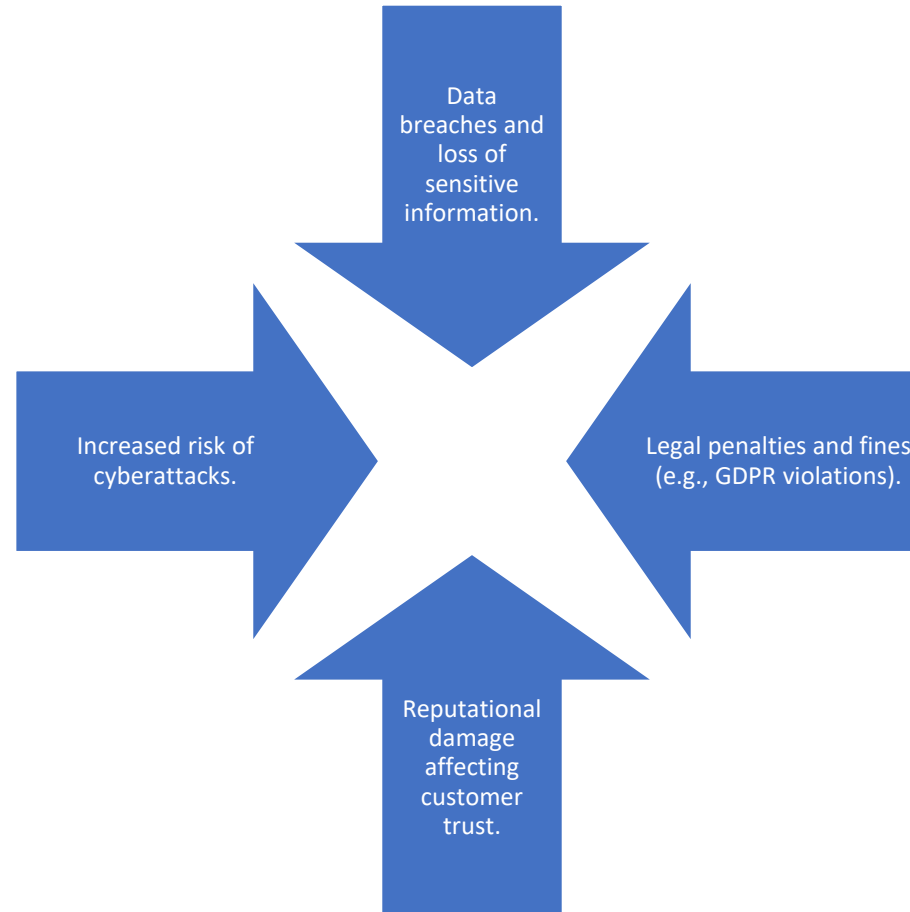 Data
breaches and
loss of
sensitive
information.
Increased risk of
cyberattacks.
Legal penalties and fines
(e.g., GDPR violations).
Reputational
damage
affecting
customer
trust.